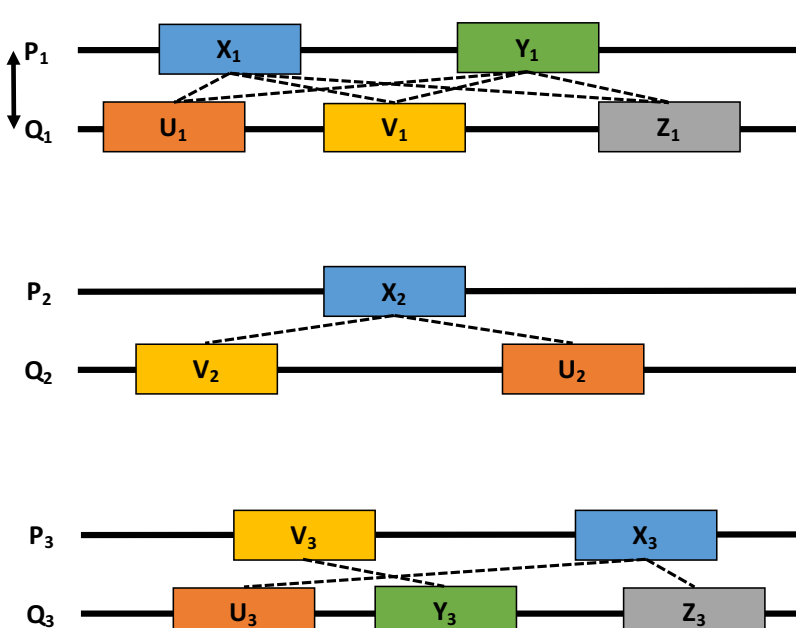 P₁ X₁ Y₁
Q₁ U₁ V₁ Z₁
P₂ X₂
Q₂ V₂ U₂
P₃ V₃ X₃
Q₃ U₃ Y₃ Z₃